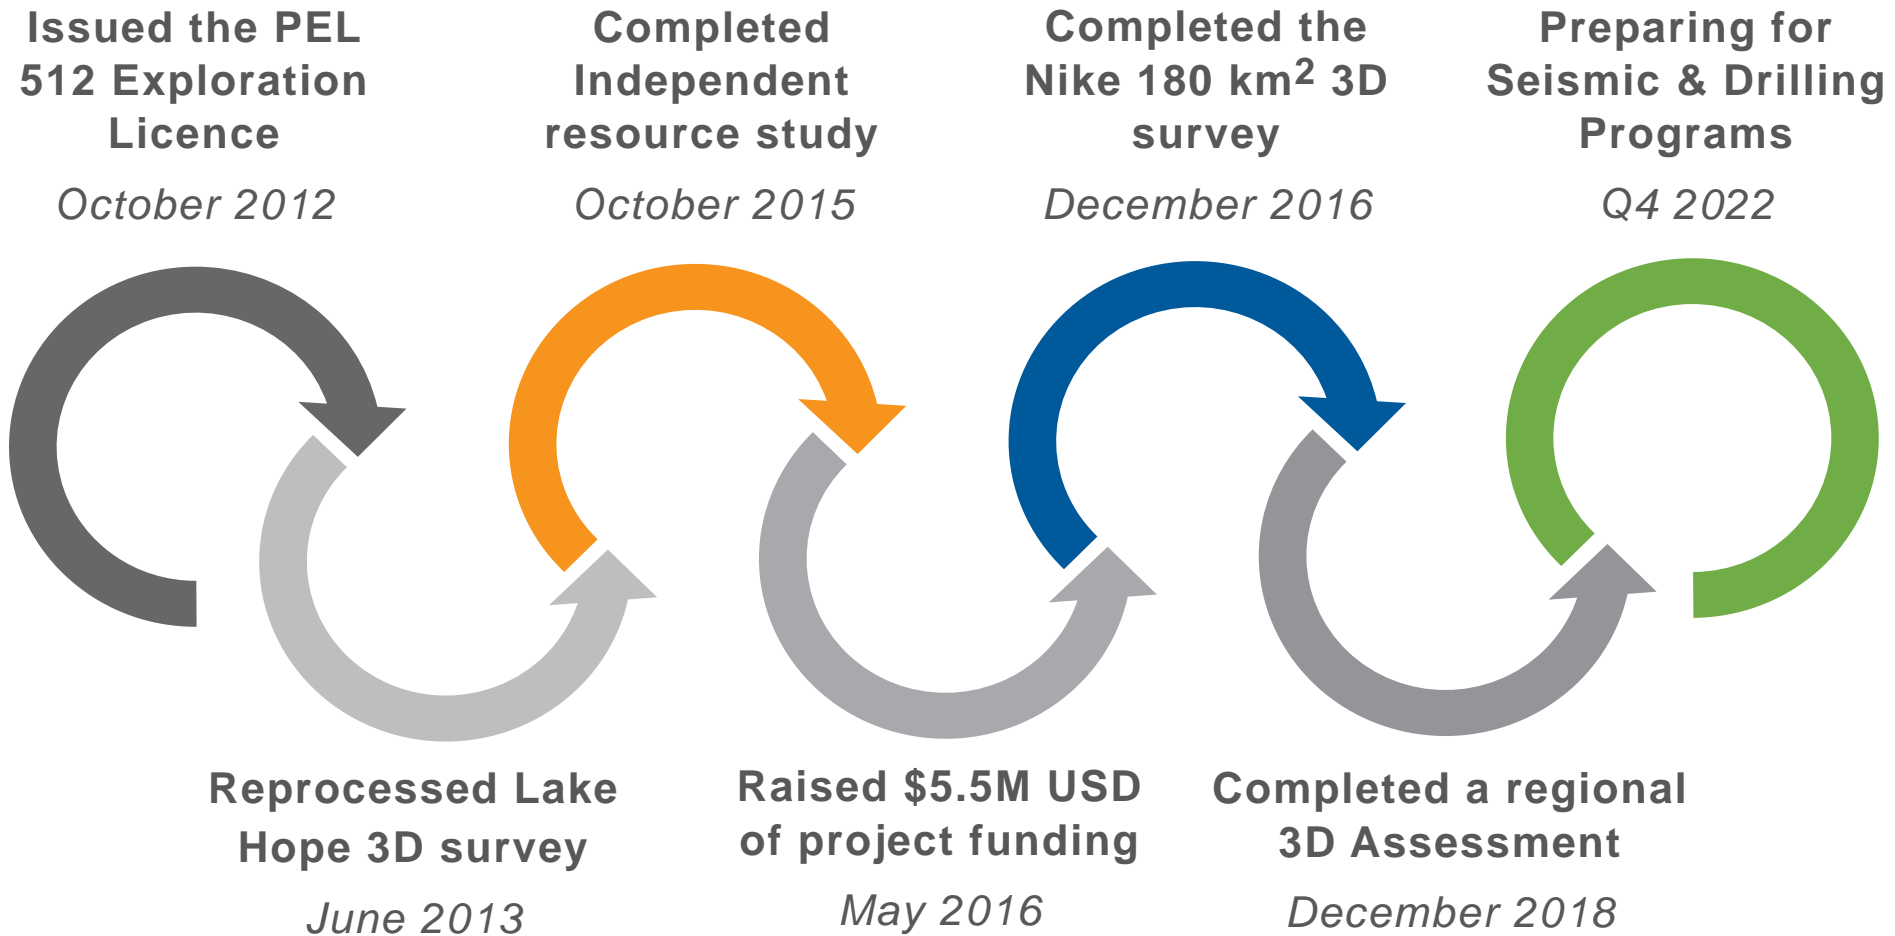 Issued the PEL
512 Exploration
Licence
October 2012
Reprocessed Lake
Hope 3D survey
June 2013
Completed
Independent
resource study
October 2015
Raised $5.5M USD
of project funding
May 2016
Completed the
Nike 180 km² 3D
survey
December 2016
Completed a regional
3D Assessment
December 2018
Preparing for
Seismic & Drilling
Programs
Q4 2022